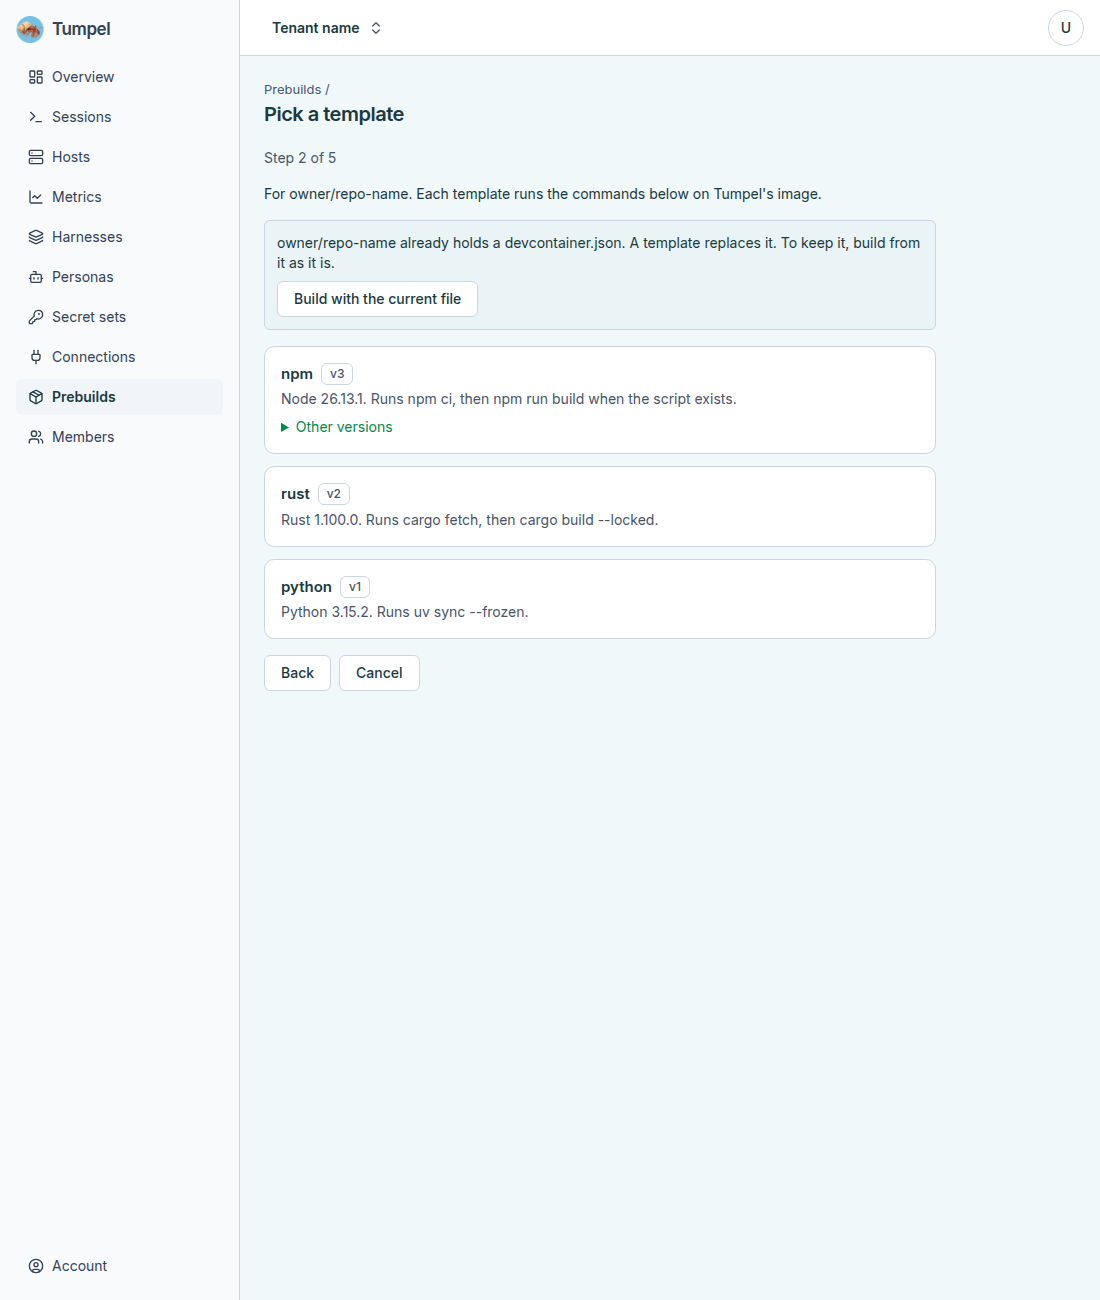 Tumpel
Tenant name
U
Overview
Sessions
Hosts
Metrics
Harnesses
Personas
Secret sets
Connections
Prebuilds
Members
Account
Prebuilds /
Pick a template
Step 2 of 5
For owner/repo-name. Each template runs the commands below on Tumpel's image.
owner/repo-name already holds a devcontainer.json. A template replaces it. To keep it, build from
it as it is.
Build with the current file
npm v3
Node 26.13.1. Runs npm ci, then npm run build when the script exists.
Other versions
rust v2
Rust 1.100.0. Runs cargo fetch, then cargo build --locked.
python v1
Python 3.15.2. Runs uv sync --frozen.
Back Cancel